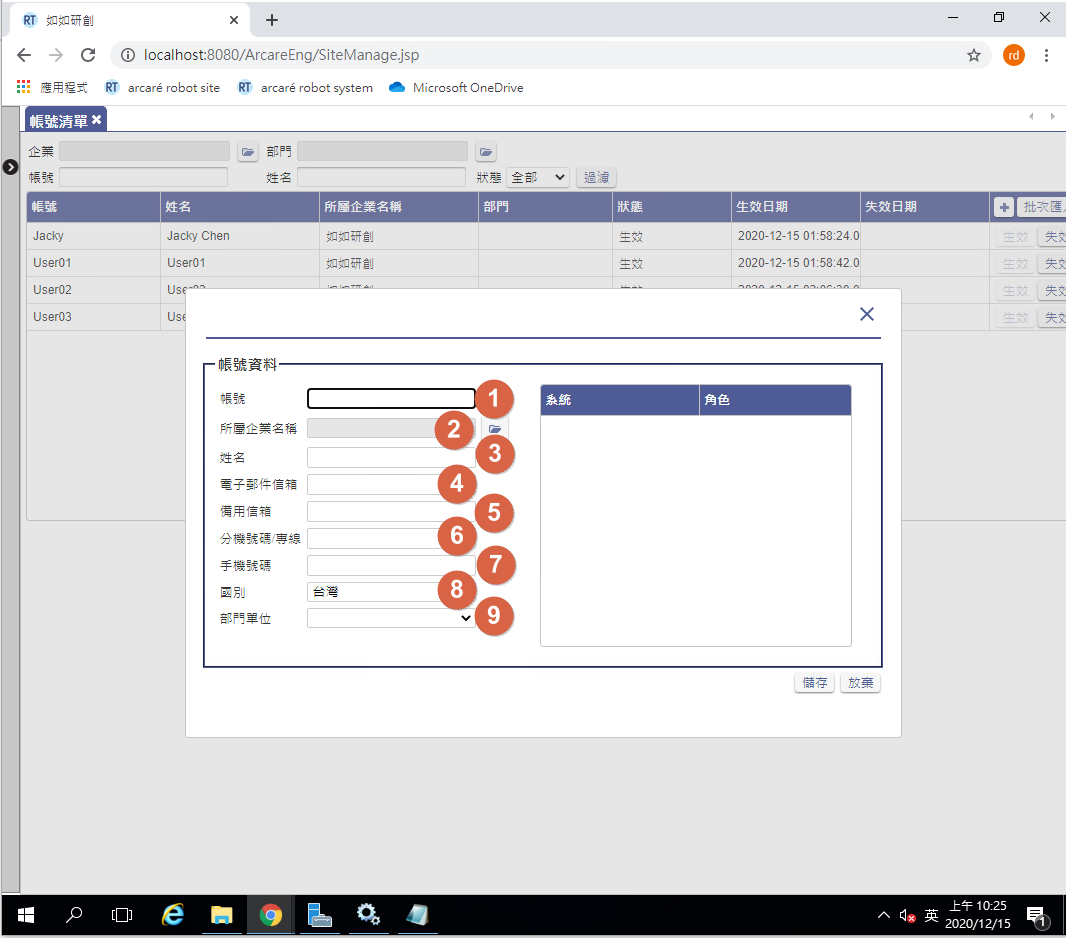 RT 如如研創
localhost:8080/ArcareEng/SiteManage.jsp
rd
應用程式 RT arcaré robot site RT arcaré robot system Microsoft OneDrive
帳號清單
企業 部門
帳號 姓名 狀態 全部 過濾
帳號 姓名 所屬企業名稱 部門 狀態 生效日期 失效日期 批次匯
Jacky Jacky Chen 如如研創 生效 2020-12-15 01:58:24.0 生效 失效
User01 User01 如如研創 生效 2020-12-15 01:58:42.0 生效 失效
User02 生效 失效
User03 Use 生效 失效
帳號資料
帳號 1 系統 角色
所屬企業名稱 2
姓名 3
電子郵件信箱 4
備用信箱 5
分機號碼/專線 6
手機號碼 7
國別 台灣 8
部門單位 9
儲存 放棄
英 上午 10:25
2020/12/15 1